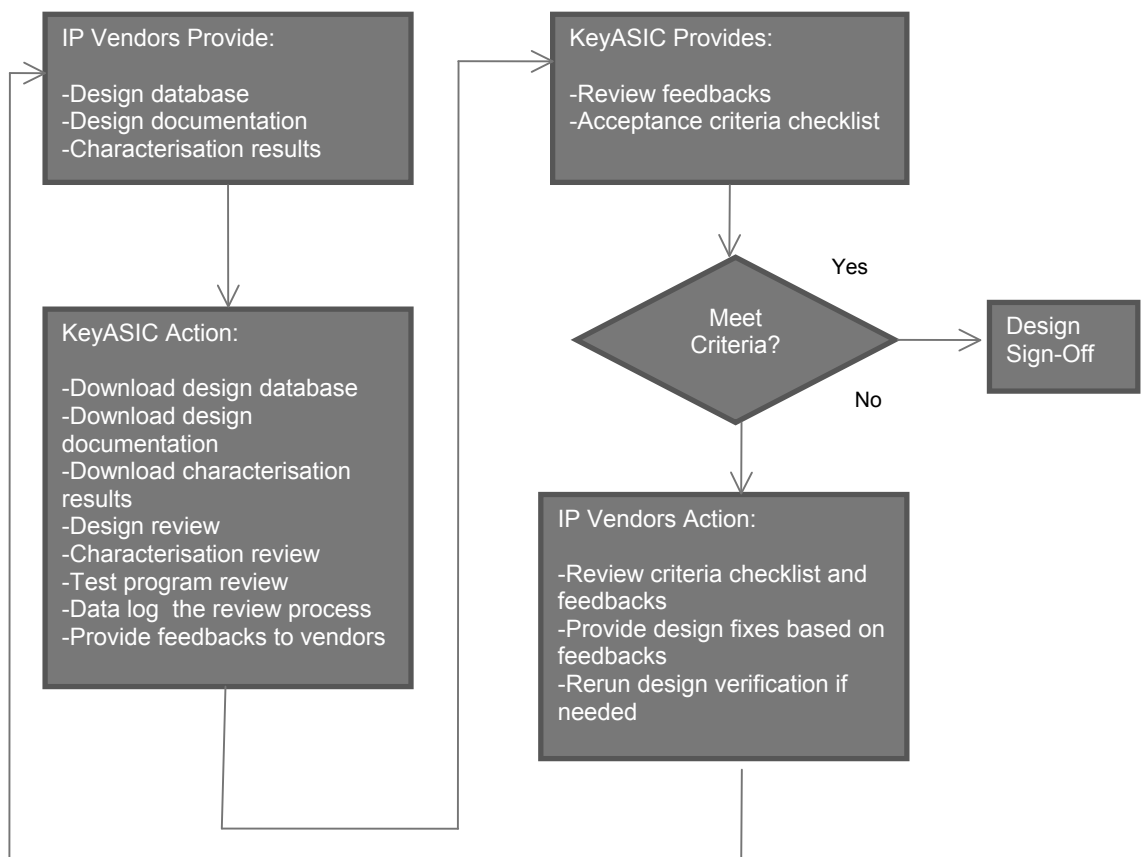 IP Vendors Provide:
-Design database
-Design documentation
-Characterisation results
KeyASIC Action:
-Download design database
-Download design
documentation
-Download characterisation
results
-Design review
-Characterisation review
-Test program review
-Data log  the review process
-Provide feedbacks to vendors
KeyASIC Provides:
-Review feedbacks
-Acceptance criteria checklist
Meet
Criteria?
Yes
Design
Sign-Off
No
IP Vendors Action:
-Review criteria checklist and
feedbacks
-Provide design fixes based on
feedbacks
-Rerun design verification if
needed